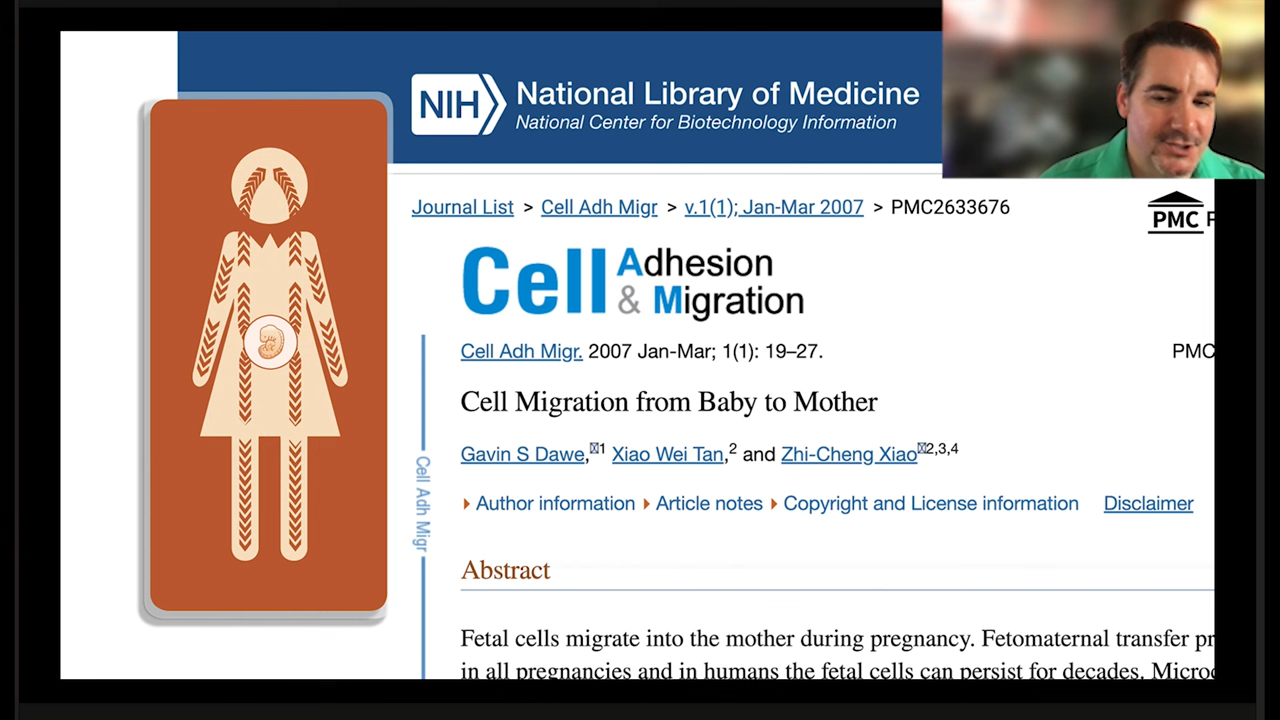 NIH National Library of Medicine
National Center for Biotechnology Information
Journal List > Cell Adh Migr > v.1(1); Jan-Mar 2007 > PMC2633676
PMC
Cell Adhesion & Migration
Cell Adh Migr. 2007 Jan-Mar; 1(1): 19–27.
PMC
Cell Migration from Baby to Mother
Gavin S Dawe,1 Xiao Wei Tan,2 and Zhi-Cheng Xiao2,3,4
Author information Article notes Copyright and License information Disclaimer
Cell Adh Migr
Abstract
Fetal cells migrate into the mother during pregnancy. Fetomaternal transfer pr
in all pregnancies and in humans the fetal cells can persist for decades. Microc